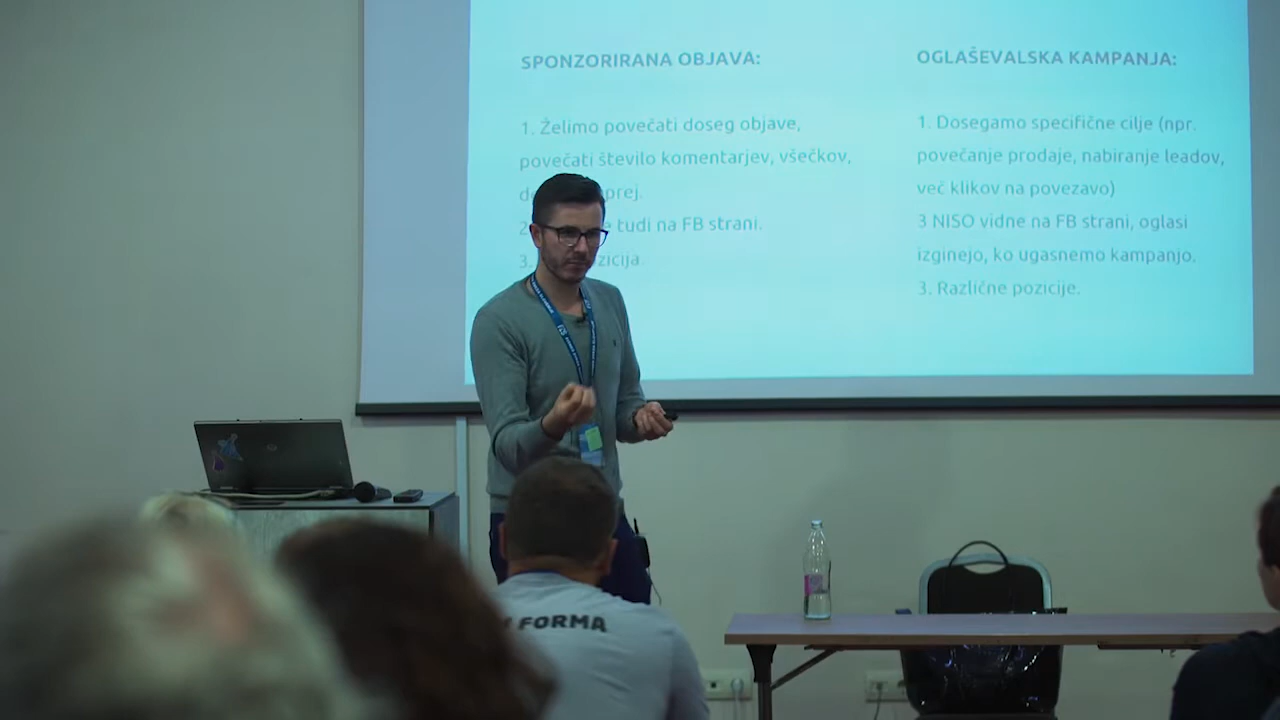 SPONZORIRANA OBJAVA:
1. Želimo povečati doseg objave,
povečati število komentarjev, všečkov,
2 tudi na FB strani.
3.
OGLAŠEVALSKA KAMPANJA:
1. Dosegamo specifične cilje (npr.
povečanje prodaje, nabiranje leadov,
več klikov na povezavo)
3 NISO vidne na FB strani, oglasi
izginejo, ko ugasnemo kampanjo.
3. Različne pozicije.
FORMA